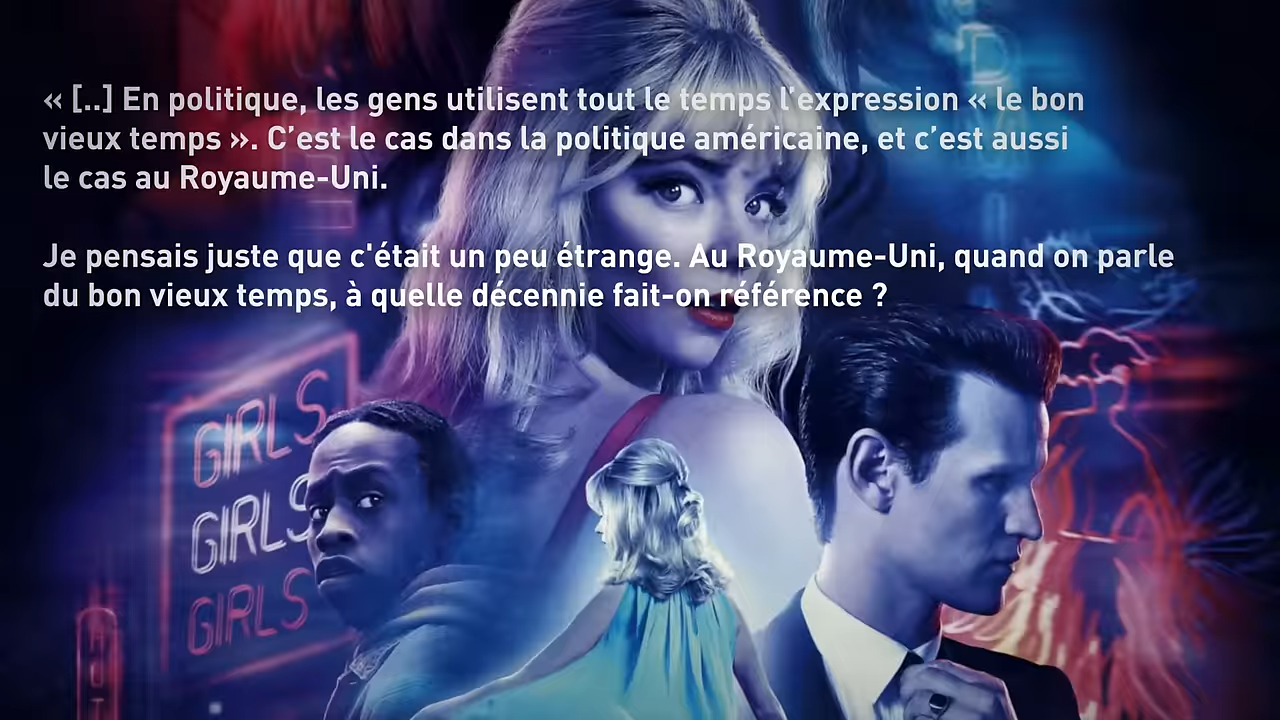 « [..] En politique, les gens utilisent tout le temps l’expression « le bon
vieux temps ». C’est le cas dans la politique américaine, et c’est aussi
le cas au Royaume-Uni.
Je pensais juste que c'était un peu étrange. Au Royaume-Uni, quand on parle
du bon vieux temps, à quelle décennie fait-on référence ?
GIRLS
GIRLS
GIRLS